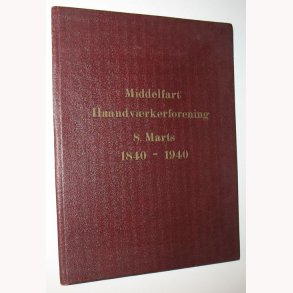 Middelfart
Haandværkerforening
8. Marts
1840 - 1940